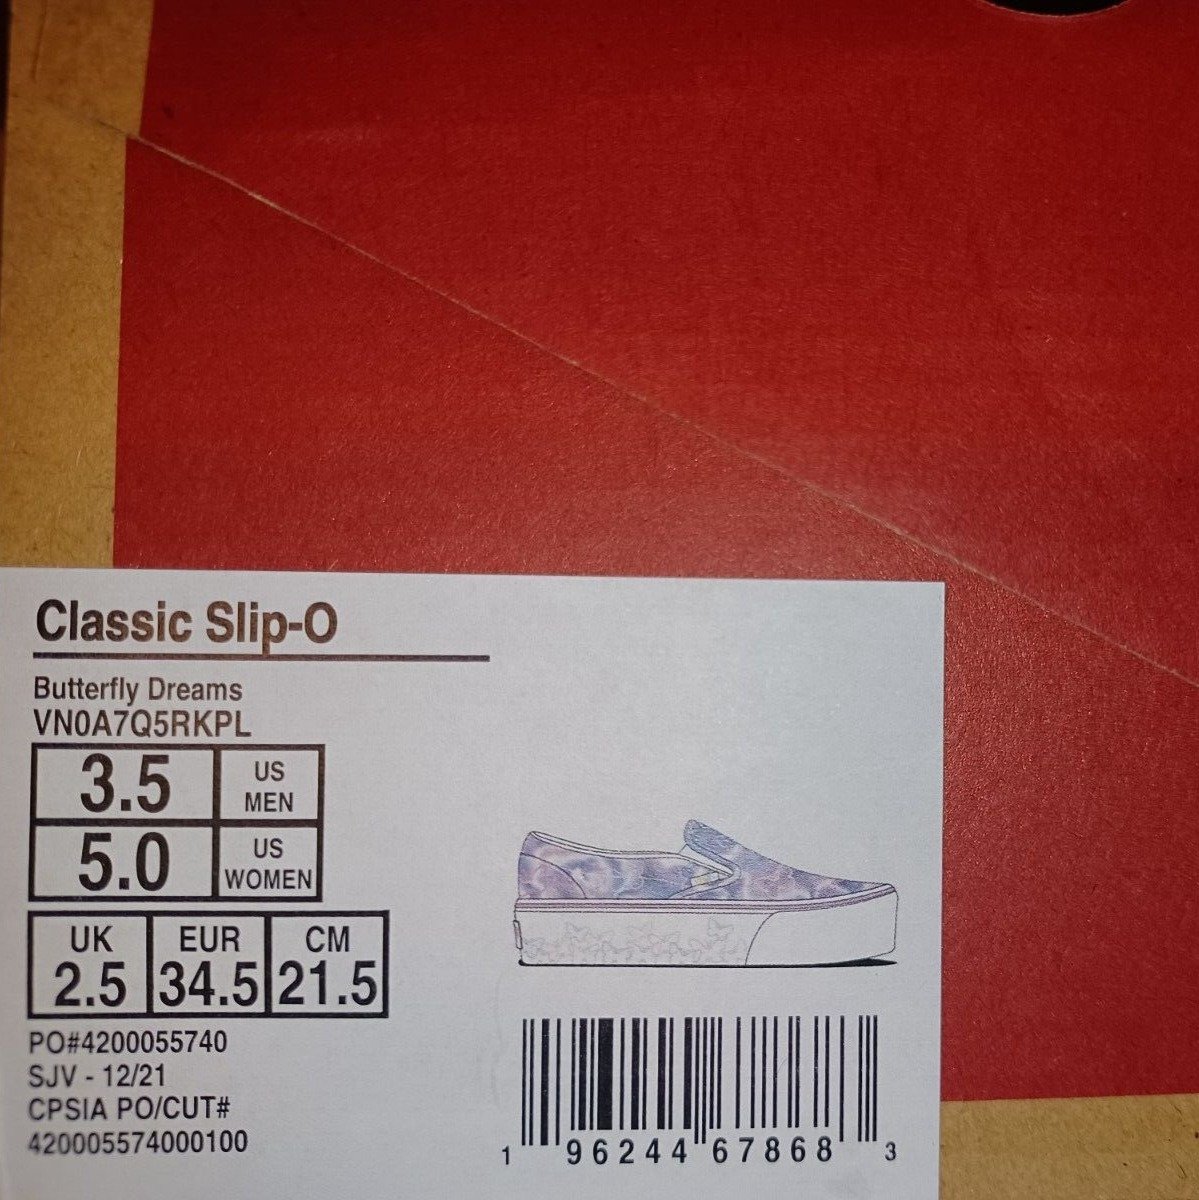 Classic Slip-O
Butterfly Dreams
VN0A7Q5RKPL
3.5 US MEN
5.0 US WOMEN
UK EUR CM
2.5 34.5 21.5
PO#4200055740
SJV - 12/21
CPSIA PO/CUT#
420005574000100
1 96244 67868 3